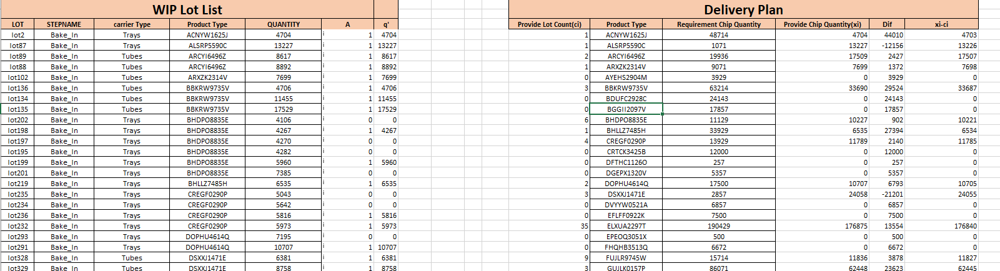 WIP Lot List Delivery Plan
LOT STEPNAME carrier Type Product Type QUANTITY A q' Provide Lot Count(ci) Product Type Requirement Chip Quantity Provide Chip Quantity(xi) Dif xi-ci
lot2 Bake_In Trays ACNYW1625J 4704 i 1 4704 1 ACNYW1625J 48714 4704 44010 4703
lot87 Bake_In Trays ALSRP5590C 13227 i 1 13227 1 ALSRP5590C 1071 13227 -12156 13226
lot89 Bake_In Tubes ARCYI6496Z 8617 i 1 8617 2 ARCYI6496Z 19936 17509 2427 17507
lot88 Bake_In Tubes ARCYI6496Z 8892 i 1 8892 1 ARXZK2314V 9071 7699 1372 7698
lot102 Bake_In Tubes ARXZK2314V 7699 i 1 7699 0 AYEHS2904M 3929 0 3929 0
lot136 Bake_In Tubes BBKRW9735V 4706 i 1 4706 3 BBKRW9735V 63214 33690 29524 33687
lot134 Bake_In Tubes BBKRW9735V 11455 i 1 11455 0 BDUFC2928C 24143 0 24143 0
lot135 Bake_In Tubes BBKRW9735V 17529 i 1 17529 0 BGGII2097V 17857 0 17857 0
lot202 Bake_In Trays BHDPO8835E 4106 i 0 0 6 BHDPO8835E 11129 10227 902 10221
lot198 Bake_In Trays BHDPO8835E 4267 i 1 4267 1 BHLLZ7485H 33929 6535 27394 6534
lot197 Bake_In Trays BHDPO8835E 4270 i 0 0 4 CREGF0290P 13929 11789 2140 11785
lot195 Bake_In Trays BHDPO8835E 4282 i 0 0 0 CRTCK3425B 12000 0 12000 0
lot199 Bake_In Trays BHDPO8835E 5960 i 1 5960 0 DFTHC1126O 257 0 257 0
lot201 Bake_In Trays BHDPO8835E 7385 i 0 0 0 DGEPX1320V 5357 0 5357 0
lot219 Bake_In Trays BHLLZ7485H 6535 i 1 6535 2 DOPHU4614Q 17500 10707 6793 10705
lot235 Bake_In Trays CREGF0290P 5043 i 0 0 3 DSXXJ1471E 2857 24058 -21201 24055
lot234 Bake_In Trays CREGF0290P 5642 i 0 0 0 DVYYW0521A 6857 0 6857 0
lot236 Bake_In Trays CREGF0290P 5816 i 1 5816 0 EFLFF0922K 7500 0 7500 0
lot232 Bake_In Trays CREGF0290P 5973 i 1 5973 35 ELXUA2297T 190429 176875 13554 176840
lot293 Bake_In Trays DOPHU4614Q 7195 i 0 0 0 EPEOQ3051X 500 0 500 0
lot291 Bake_In Trays DOPHU4614Q 10707 i 1 10707 0 FHQHB3513Q 6672 0 6672 0
lot328 Bake_In Tubes DSXXJ1471E 6381 i 1 6381 9 FUJLR9745W 15714 11836 3878 11827
lot329 Bake_In Tubes DSXXJ1471E 8758 i 1 8758 3 GUJLK0157P 86071 62448 23623 62445